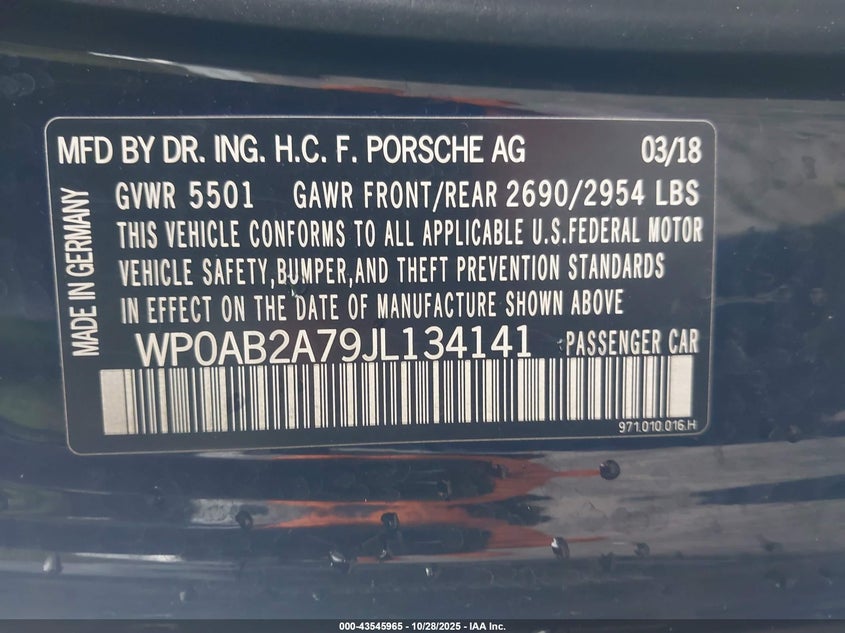 MFD BY DR. ING. H.C. F. PORSCHE AG 03/18
GVWR 5501 GAWR FRONT/REAR 2690/2954 LBS
THIS VEHICLE CONFORMS TO ALL APPLICABLE U.S.FEDERAL MOTOR
VEHICLE SAFETY,BUMPER,AND THEFT PREVENTION STANDARDS
IN EFFECT ON THE DATE OF MANUFACTURE SHOWN ABOVE
WP0AB2A79JL134141 PASSENGER CAR
971.010.016.H
MADE IN GERMANY
000-43545965 - 10/28/2025 - IAA Inc.